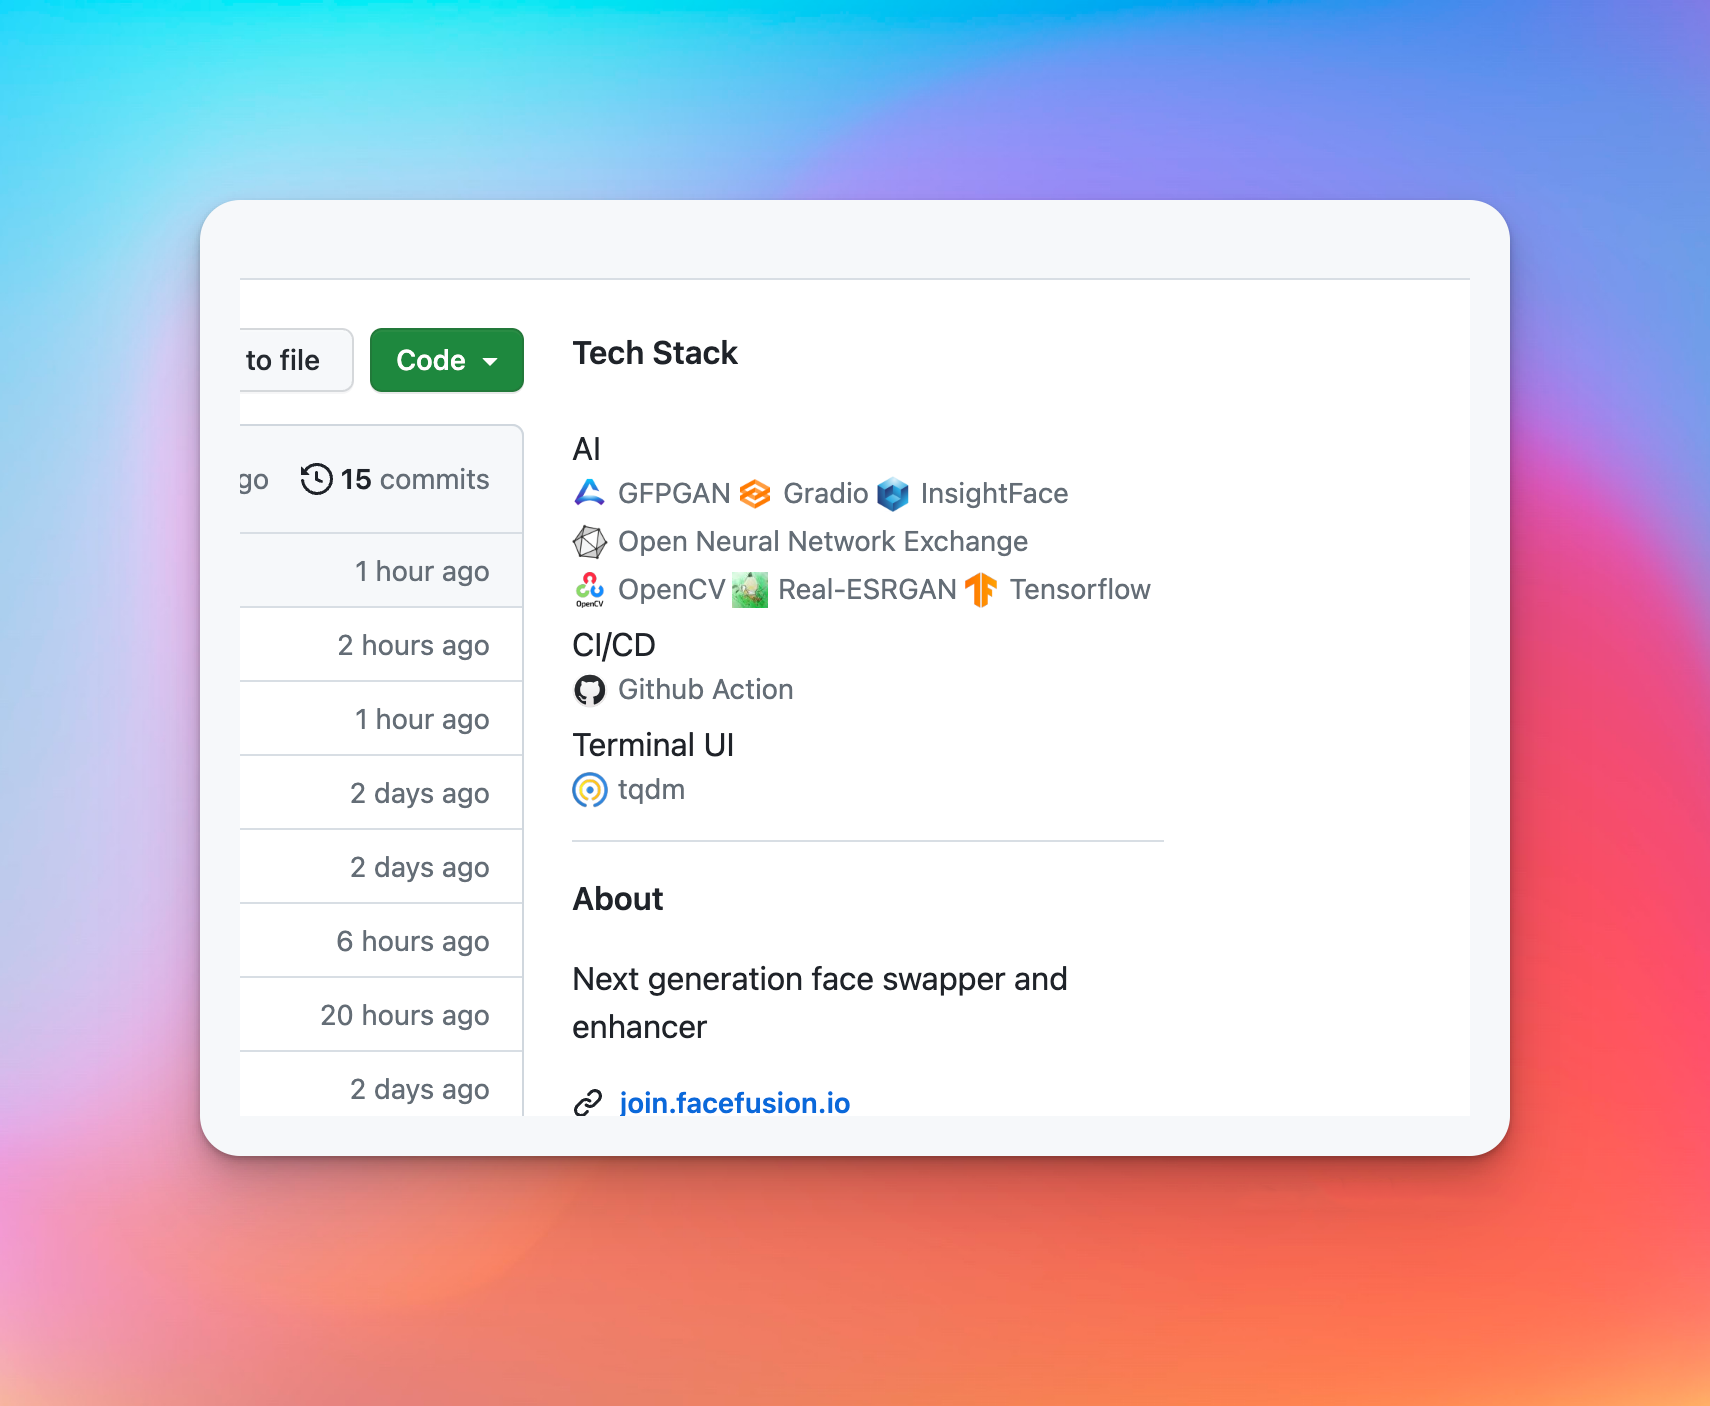 to file
Code
Tech Stack
go
15 commits
AI
GFPGAN Gradio InsightFace
Open Neural Network Exchange
OpenCV OpenCV Real-ESRGAN Tensorflow
CI/CD
Github Action
Terminal UI
tqdm
1 hour ago
2 hours ago
1 hour ago
2 days ago
2 days ago
6 hours ago
20 hours ago
2 days ago
About
Next generation face swapper and
enhancer
join.facefusion.io